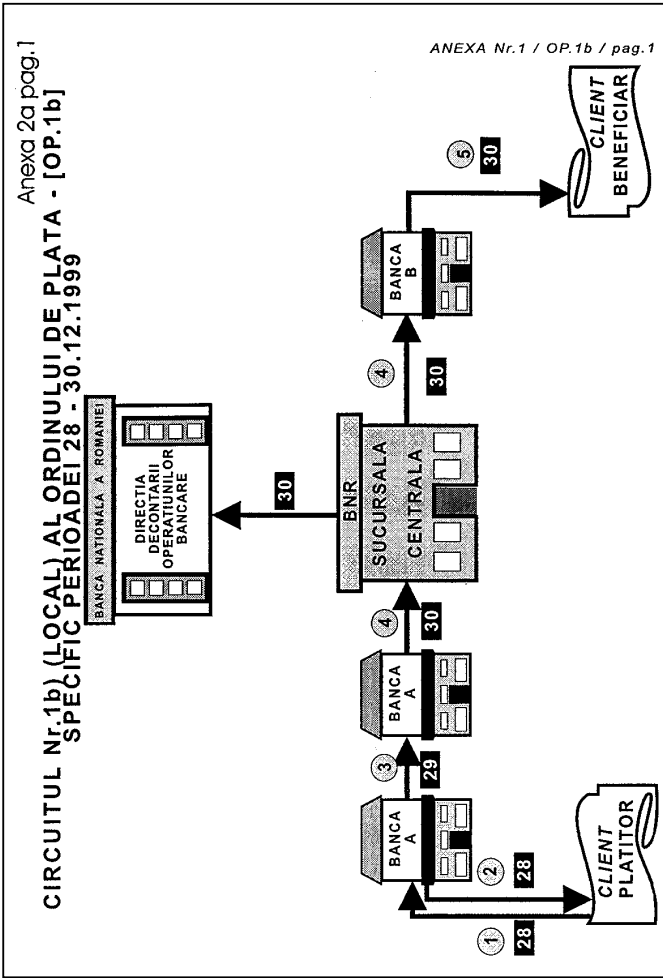 Anexa 2a pag.1
CIRCUITUL Nr.1b) (LOCAL) AL ORDINULUI DE PLATA - [OP.1b]
SPECIFIC PERIOADEI 28 - 30.12.1999
ANEXA Nr.1 / OP.1b / pag.1
BANCA NATIONALA A ROMANIEI
DIRECTIA
DECONTARII
OPERATIUNILOR
BANCARE
30
BNR
SUCURSALA
CENTRALA
BANCA
A
3
29
BANCA
A
4
30
4
30
BANCA
B
5
30
1
28
2
28
CLIENT
PLATITOR
CLIENT
BENEFICIAR